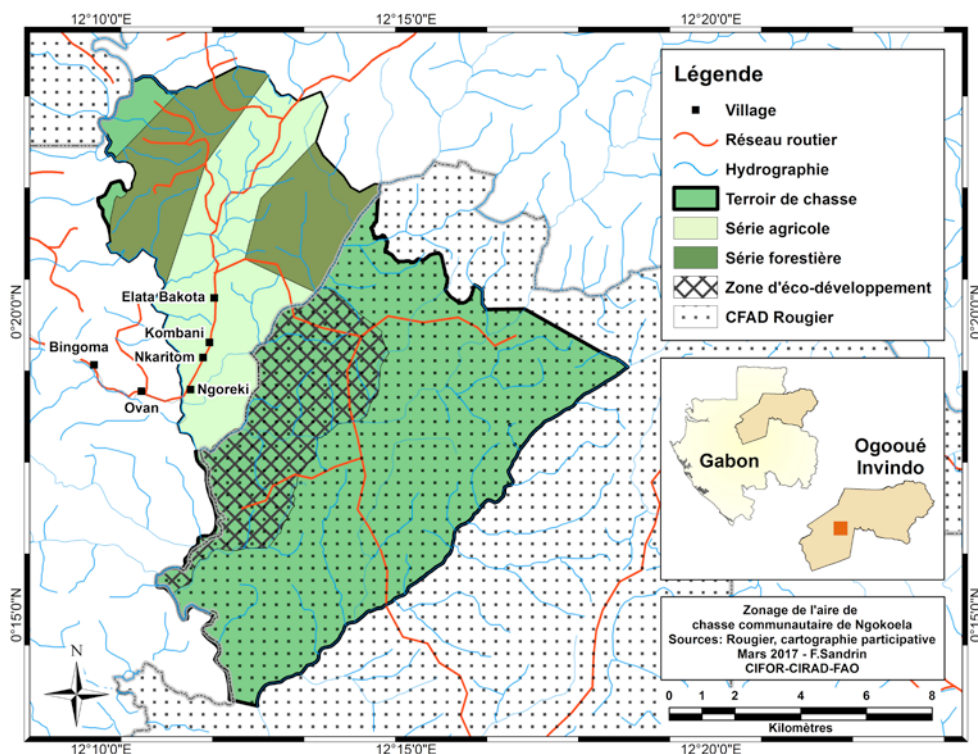 12°10'0"E
12°15'0"E
12°20'0"E
Légende
Village
Réseau routier
Hydrographie
Terroir de chasse
Série agricole
Série forestière
Zone d'éco-développement
CFAD Rougier
0°20'0"N
0°20'0"N
Elata Bakota
Kombani
Bingoma
Nkaritom
Ngoreki
Ovan
Gabon
Ogooué
Invindo
0°15'0"N
0°15'0"N
Zonage de l'aire de
chasse communautaire de Ngokoela
Sources: Rougier, cartographie participative
Mars 2017 - F.Sandrin
CIFOR-CIRAD-FAO
N
0 1 2 4 6 8
Kilomètres
12°10'0"E
12°15'0"E
12°20'0"E